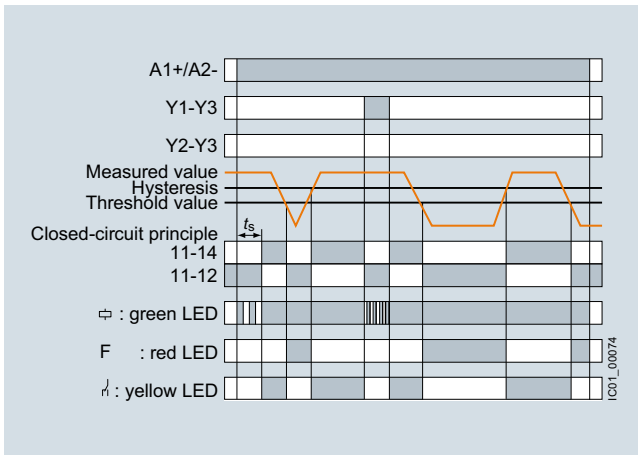 A1+/A2-
Y1-Y3
Y2-Y3
Measured value
Hysteresis
Threshold value
Closed-circuit principle
ts
11-14
11-12
: green LED
F : red LED
: yellow LED
IC01_00074